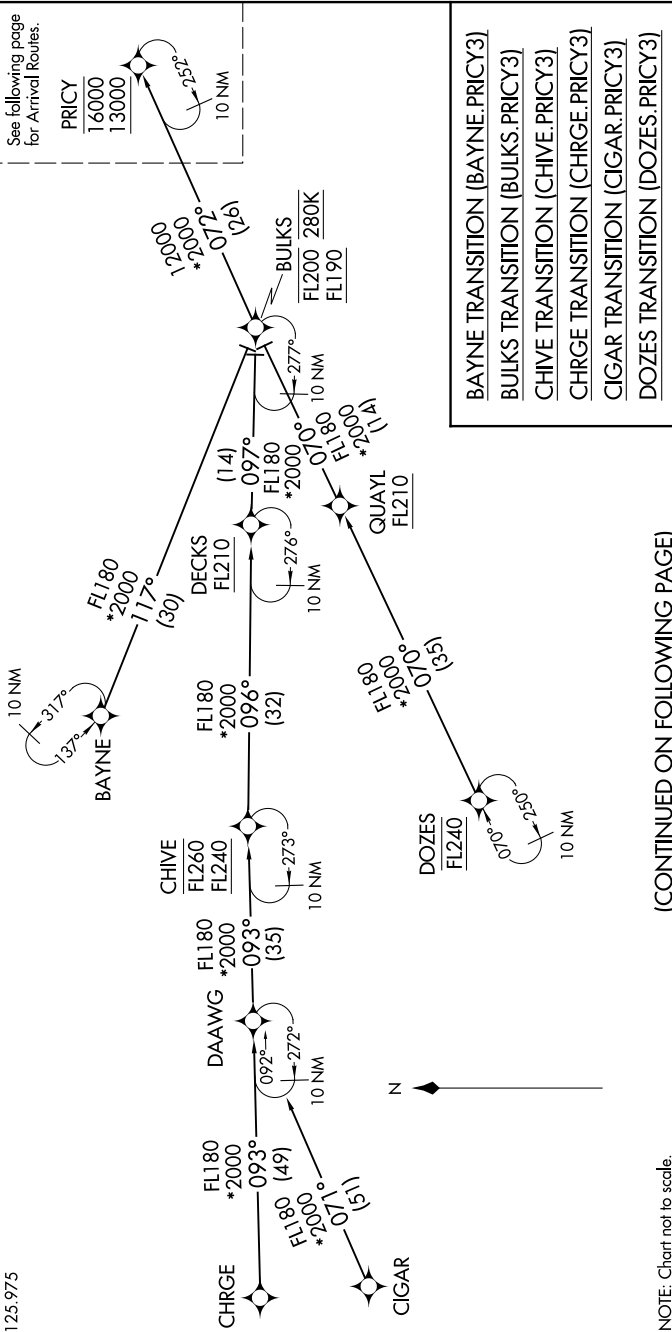 125.975
See following page
for Arrival Routes.
PRICY
16000
13000
252°
10 NM
12000
*2000
072°
(26)
BULKS
FL200 280K
FL190
277°
10 NM
10 NM
317°
137°
BAYNE
FL180
*2000
117°
(30)
(14)
097°
FL180
*2000
DECKS
FL210
276°
10 NM
070°
FL180
*2000
(14)
QUAYL
FL210
FL180
*2000
096°
(32)
CHIVE
FL260
FL240
273°
10 NM
FL180
*2000
070°
(35)
DOZES
FL240
070°
250°
10 NM
FL180
*2000
093°
(35)
DAAWG
092°
272°
10 NM
FL180
*2000
093°
(49)
CHRGE
FL180
*2000
071°
(51)
CIGAR
N
BAYNE TRANSITION (BAYNE.PRICY3)
BULKS TRANSITION (BULKS.PRICY3)
CHIVE TRANSITION (CHIVE.PRICY3)
CHRGE TRANSITION (CHRGE.PRICY3)
CIGAR TRANSITION (CIGAR.PRICY3)
DOZES TRANSITION (DOZES.PRICY3)
(CONTINUED ON FOLLOWING PAGE)
NOTE: Chart not to scale.